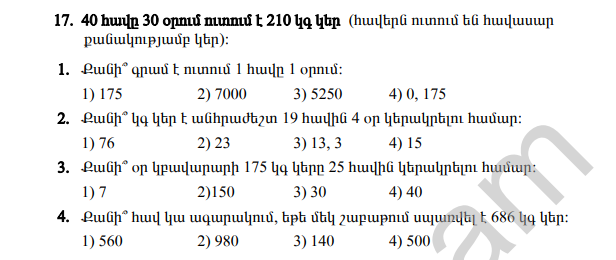 17. 40 հավը 30 օրում ուտում է 210 կգ կեր (հավերն ուտում են հավասար
քանակությամբ կեր):
1. Քանի՞ գրամ է ուտում 1 հավը 1 օրում:
1) 175 2) 7000 3) 5250 4) 0, 175
2. Քանի՞ կգ կեր է անհրաժեշտ 19 հավին 4 օր կերակրելու համար:
1) 76 2) 23 3) 13, 3 4) 15
3. Քանի՞ օր կբավարարի 175 կգ կերը 25 հավին կերակրելու համար:
1) 7 2)150 3) 30 4) 40
4. Քանի՞ հավ կա ագարակում, եթե մեկ շաբաթում սպառվել է 686 կգ կեր:
1) 560 2) 980 3) 140 4) 500
am